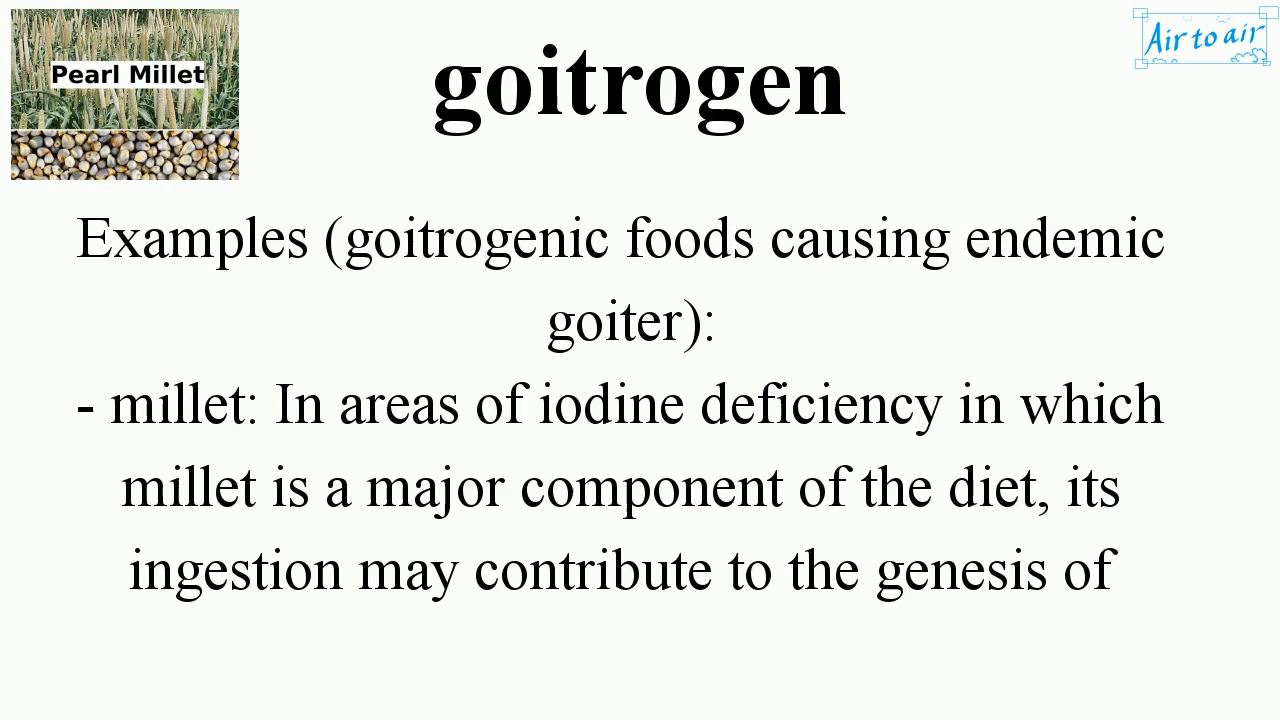 Pearl Millet
goitrogen
Air to air
Examples (goitrogenic foods causing endemic
goiter):
- millet: In areas of iodine deficiency in which
millet is a major component of the diet, its
ingestion may contribute to the genesis of